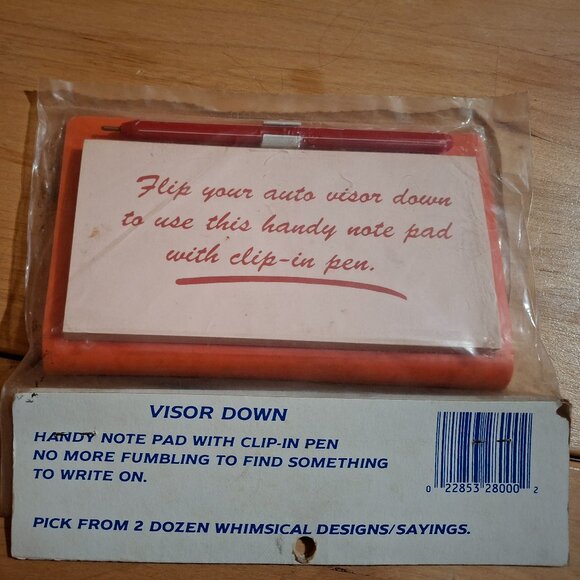 Flip your auto visor down
to use this handy note pad
with clip-in pen.
VISOR DOWN
HANDY NOTE PAD WITH CLIP-IN PEN
NO MORE FUMBLING TO FIND SOMETHING
TO WRITE ON.
PICK FROM 2 DOZEN WHIMSICAL DESIGNS/SAYINGS.
0 22853 28000 2